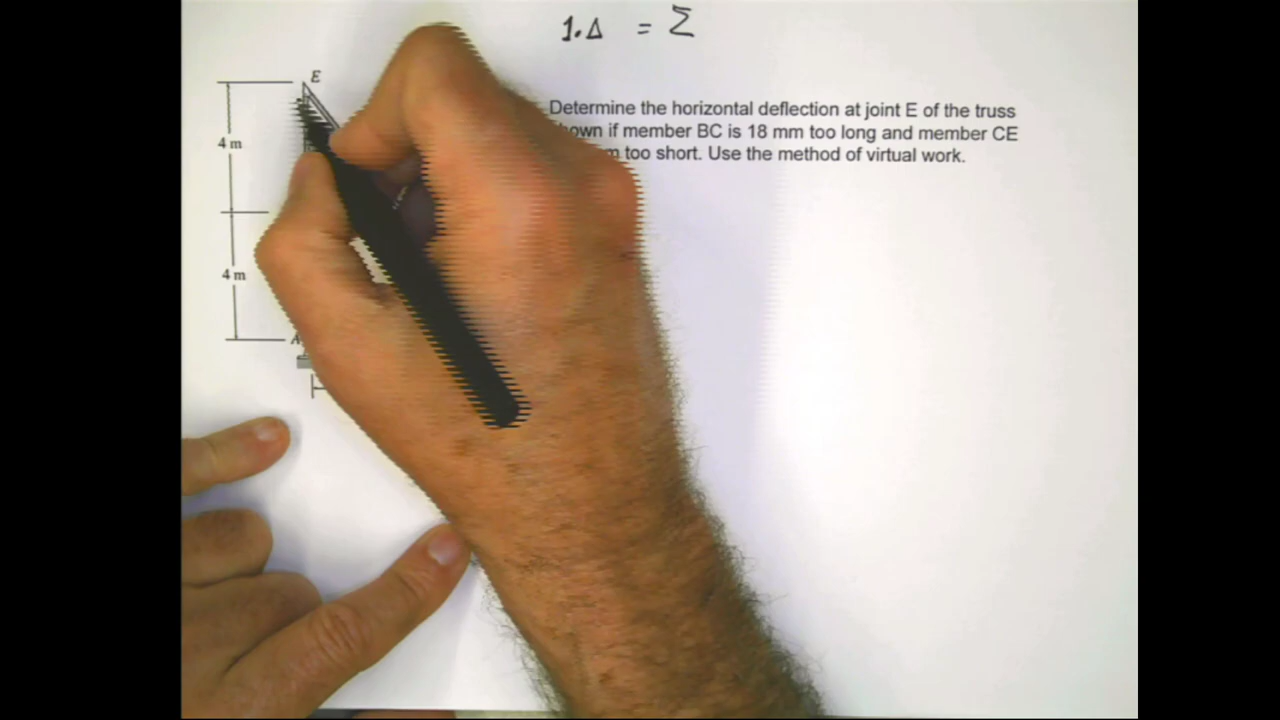 1.Δ = Σ
E
Determine the horizontal deflection at joint E of the truss
if member BC is 18 mm too long and member CE
4 m
too short. Use the method of virtual work.
4 m
A